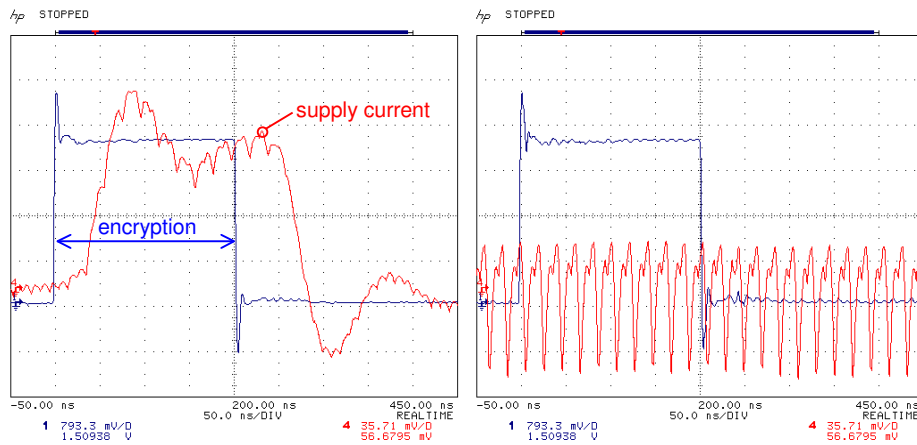 hp STOPPED
supply current
encryption
-50.00 ns 200.00 ns 450.00 ns
50.0 ns/DIV REALTIME
1 793.3 mV/D 4 35.71 mV/D
1.50938 V 56.6795 mV
hp STOPPED
-50.00 ns 200.00 ns 450.00 ns
50.0 ns/DIV REALTIME
1 793.3 mV/D 4 35.71 mV/D
1.50938 V 56.6795 mV